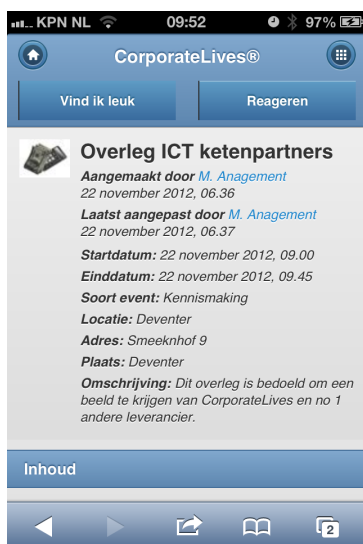 KPN NL 09:52 97%
CorporateLives®
Vind ik leuk Reageren
Overleg ICT ketenpartners
Aangemaakt door M. Anagement
22 november 2012, 06.36
Laatst aangepast door M. Anagement
22 november 2012, 06.37
Startdatum: 22 november 2012, 09.00
Einddatum: 22 november 2012, 09.45
Soort event: Kennismaking
Locatie: Deventer
Adres: Smeeknhof 9
Plaats: Deventer
Omschrijving: Dit overleg is bedoeld om een
beeld te krijgen van CorporateLives en no 1
andere leverancier.
Inhoud
2